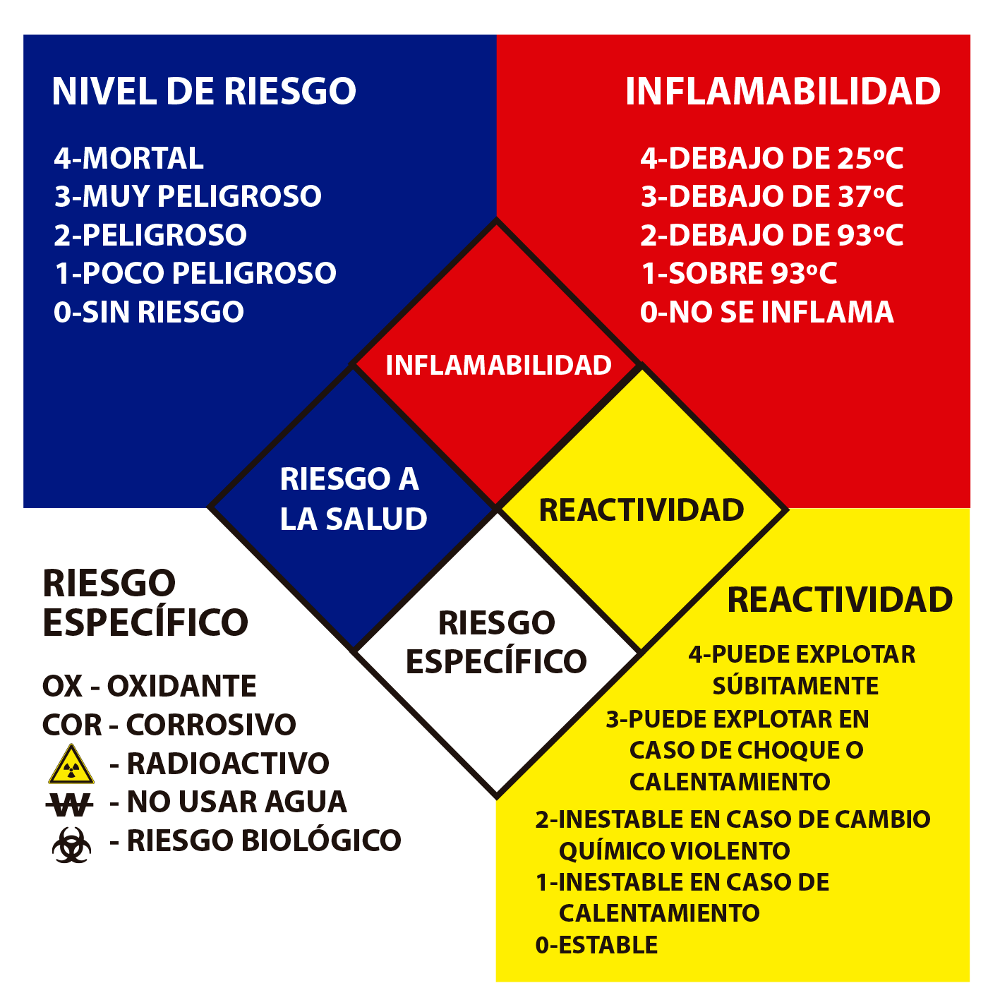 NIVEL DE RIESGO
4-MORTAL
3-MUY PELIGROSO
2-PELIGROSO
1-POCO PELIGROSO
0-SIN RIESGO
INFLAMABILIDAD
4-DEBAJO DE 25ºC
3-DEBAJO DE 37ºC
2-DEBAJO DE 93ºC
1-SOBRE 93ºC
0-NO SE INFLAMA
INFLAMABILIDAD
RIESGO A
LA SALUD
REACTIVIDAD
RIESGO
ESPECÍFICO
RIESGO
ESPECÍFICO
OX - OXIDANTE
COR - CORROSIVO
- RADIOACTIVO
W - NO USAR AGUA
- RIESGO BIOLÓGICO
REACTIVIDAD
4-PUEDE EXPLOTAR
SÚBITAMENTE
3-PUEDE EXPLOTAR EN
CASO DE CHOQUE O
CALENTAMIENTO
2-INESTABLE EN CASO DE CAMBIO
QUÍMICO VIOLENTO
1-INESTABLE EN CASO DE
CALENTAMIENTO
0-ESTABLE